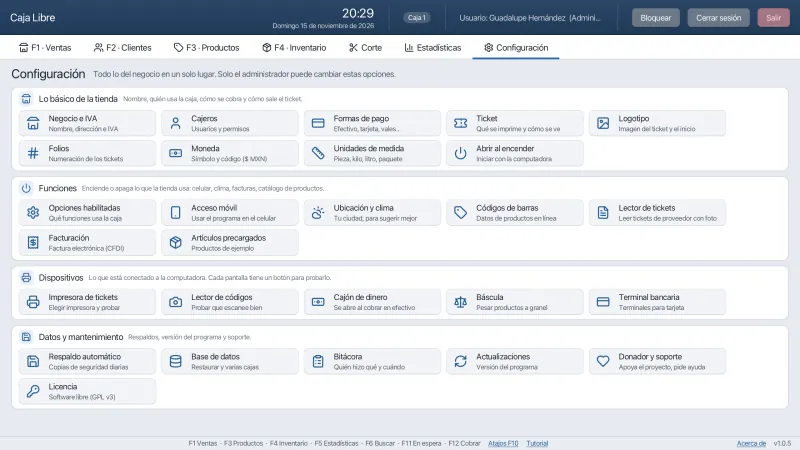 Caja Libre
20:29
Domingo 15 de noviembre de 2026
Caja 1
Usuario: Guadalupe Hernández (Admini...
Bloquear
Cerrar sesión
Salir
F1 · Ventas
F2 · Clientes
F3 · Productos
F4 · Inventario
Corte
Estadísticas
Configuración
Configuración Todo lo del negocio en un solo lugar. Solo el administrador puede cambiar estas opciones.
Lo básico de la tienda Nombre, quién usa la caja, cómo se cobra y cómo sale el ticket.
Negocio e IVA
Nombre, dirección e IVA
Cajeros
Usuarios y permisos
Formas de pago
Efectivo, tarjeta, vales...
Ticket
Qué se imprime y cómo se ve
Logotipo
Imagen del ticket y el inicio
Folios
Numeración de los tickets
Moneda
Símbolo y código ($ MXN)
Unidades de medida
Pieza, kilo, litro, paquete
Abrir al encender
Iniciar con la computadora
Funciones Enciende o apaga lo que la tienda usa: celular, clima, facturas, catálogo de productos.
Opciones habilitadas
Qué funciones usa la caja
Acceso móvil
Usar el programa en el celular
Ubicación y clima
Tu ciudad, para sugerir mejor
Códigos de barras
Datos de productos en línea
Lector de tickets
Leer tickets de proveedor con foto
Facturación
Factura electrónica (CFDI)
Artículos precargados
Productos de ejemplo
Dispositivos Lo que está conectado a la computadora. Cada pantalla tiene un botón para probarlo.
Impresora de tickets
Elegir impresora y probar
Lector de códigos
Probar que escanee bien
Cajón de dinero
Se abre al cobrar en efectivo
Báscula
Pesar productos a granel
Terminal bancaria
Terminales para tarjeta
Datos y mantenimiento Respaldos, versión del programa y soporte.
Respaldo automático
Copias de seguridad diarias
Base de datos
Restaurar y varias cajas
Bitácora
Quién hizo qué y cuándo
Actualizaciones
Versión del programa
Donador y soporte
Apoya el proyecto, pide ayuda
Licencia
Software libre (GPL v3)
F1 Ventas · F3 Productos · F4 Inventario · F5 Estadísticas · F6 Buscar · F11 En espera · F12 Cobrar Atajos F10 Tutorial
Acerca de v1.0.5